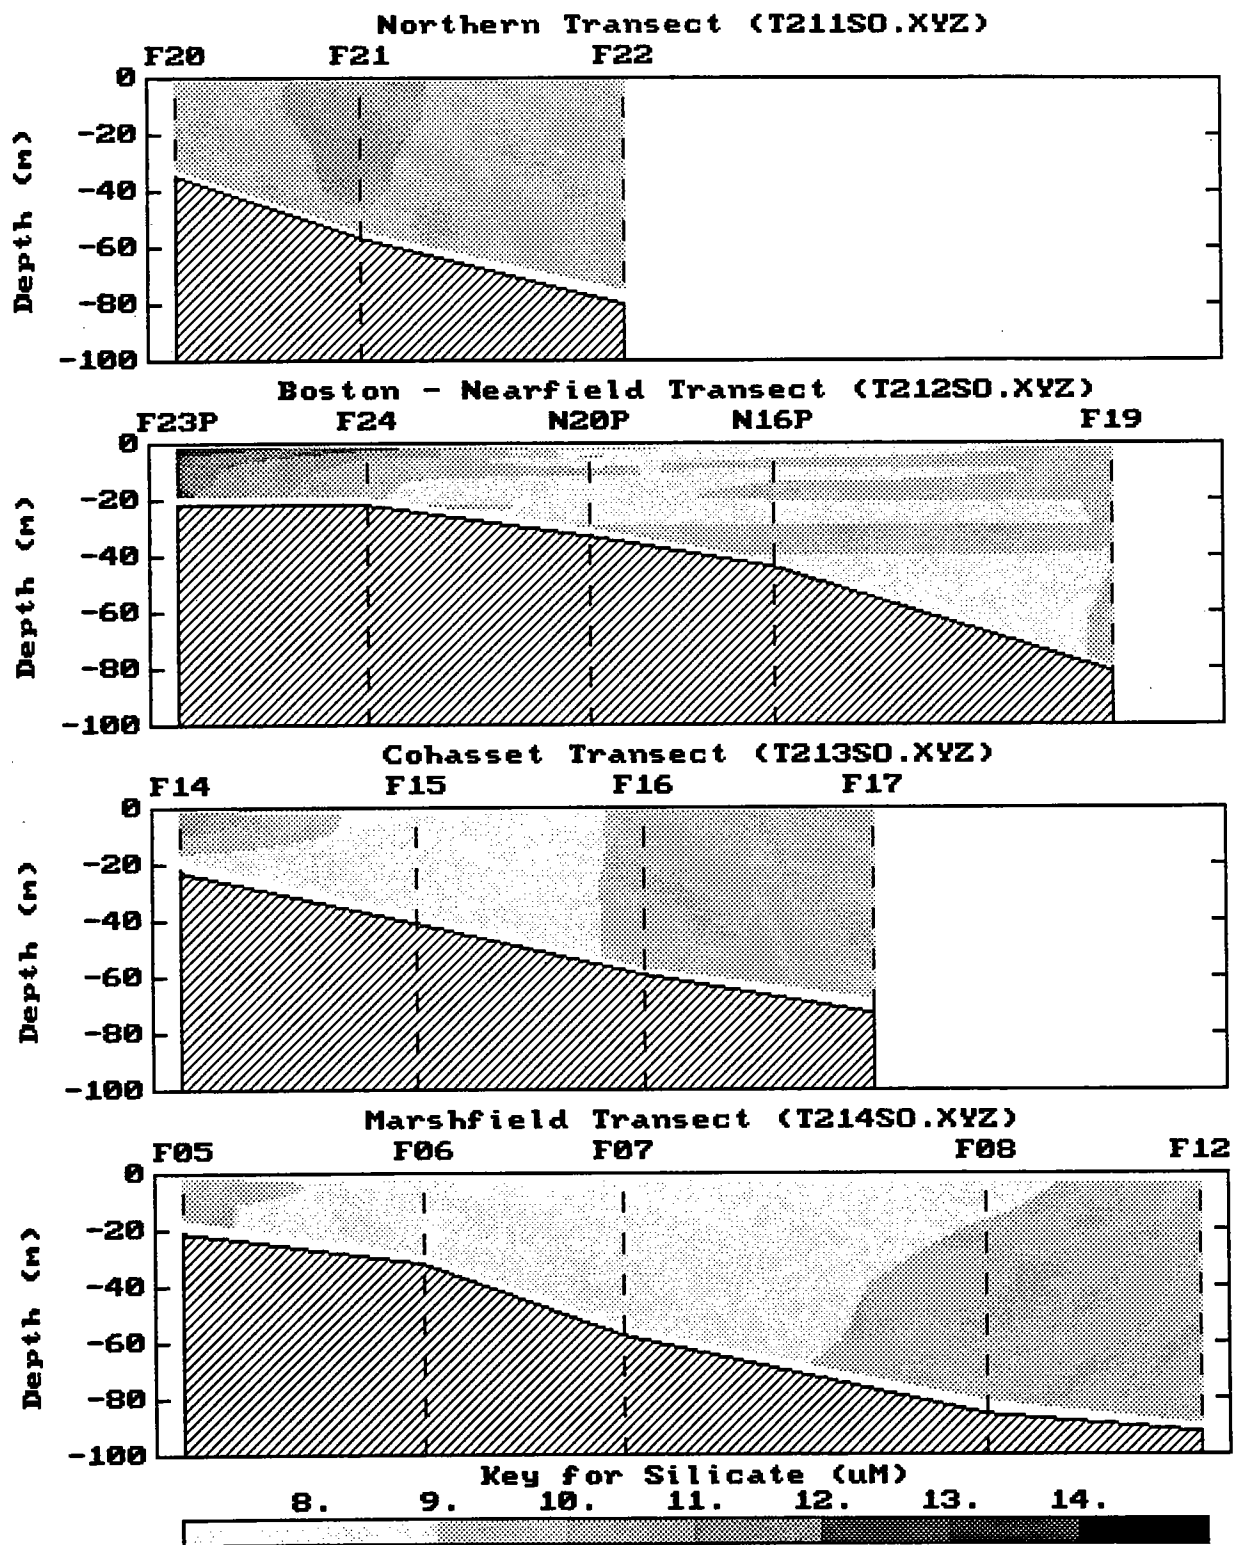 Northern Transect (T211SO.XYZ)
F20 F21 F22
0
-20
-40
-60
-80
-100
Depth (m)
Boston - Nearfield Transect (T212SO.XYZ)
F23P F24 N20P N16P F19
0
-20
-40
-60
-80
-100
Depth (m)
Cohasset Transect (T213SO.XYZ)
F14 F15 F16 F17
0
-20
-40
-60
-80
-100
Depth (m)
Marshfield Transect (T214SO.XYZ)
F05 F06 F07 F08 F12
0
-20
-40
-60
-80
-100
Depth (m)
Key for Silicate (uM)
8. 9. 10. 11. 12. 13. 14.